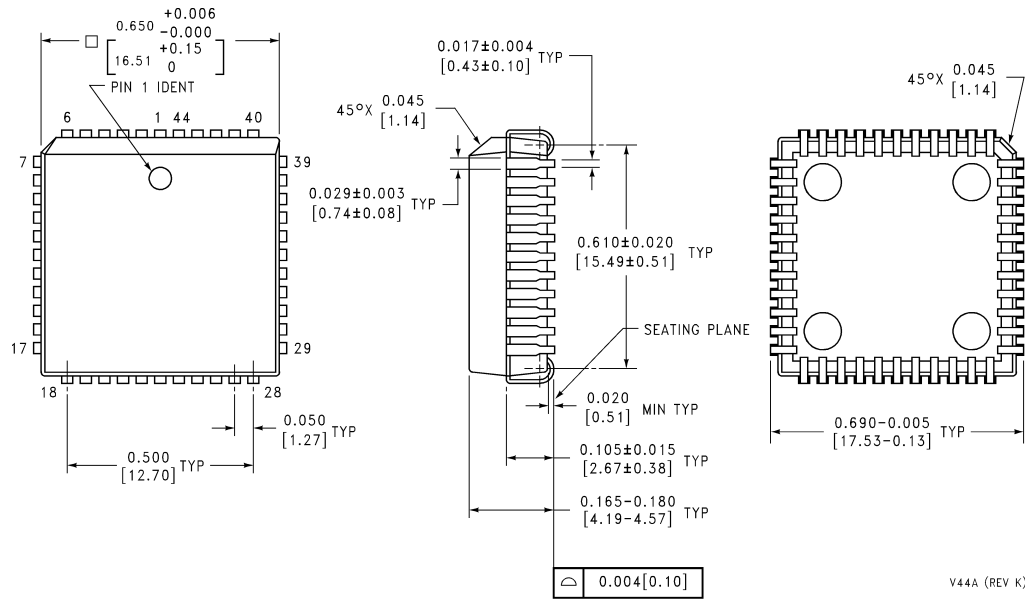 0.650 +0.006
-0.000
[16.51 +0.15
0]
PIN 1 IDENT
6 1 44 40
7 39
17 29
18 28
0.050
[1.27] TYP
0.500
[12.70] TYP
0.017±0.004
[0.43±0.10] TYP
45°X 0.045
[1.14]
0.029±0.003
[0.74±0.08] TYP
0.610±0.020
[15.49±0.51] TYP
SEATING PLANE
0.020
[0.51] MIN TYP
0.105±0.015
[2.67±0.38] TYP
0.165-0.180
[4.19-4.57] TYP
0.004[0.10]
45°X 0.045
[1.14]
0.690-0.005
[17.53-0.13] TYP
V44A (REV K)